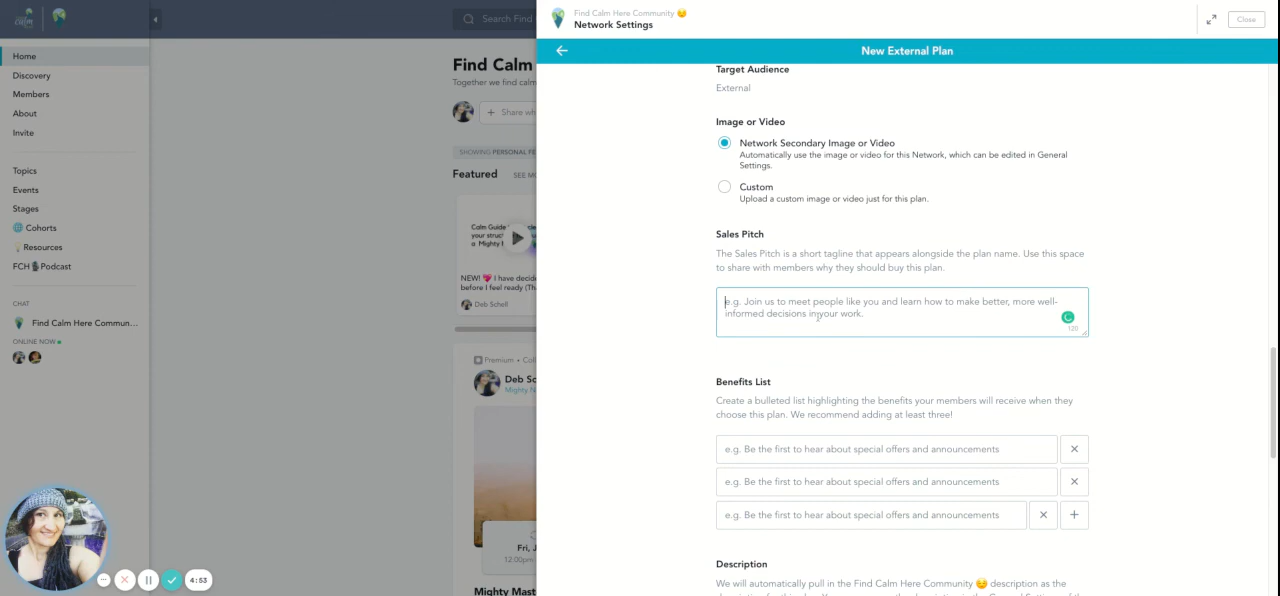 Calm
Home
Discovery
Members
About
Invite
Topics
Events
Stages
Cohorts
Resources
FCH Podcast
CHAT
Find Calm Here Commun...
ONLINE NOW
Search Find
Find Calm
Together we find calm
Share wh
SHOWING PERSONAL FE
Featured SEE MO
Calm Guide
your struct
a Mighty
NEW! 💖 I have decid
before I feel ready (Th
Deb Schell
Premium • Coll
Deb Sc
Mighty N
Fri, J
12:00pm
Mighty Mast
4:53
Find Calm Here Community 😌
Network Settings
Close
New External Plan
Target Audience
External
Image or Video
Network Secondary Image or Video
Automatically use the image or video for this Network, which can be edited in General
Settings.
Custom
Upload a custom image or video just for this plan.
Sales Pitch
The Sales Pitch is a short tagline that appears alongside the plan name. Use this space
to share with members why they should buy this plan.
e.g. Join us to meet people like you and learn how to make better, more well-
informed decisions in your work.
120
Benefits List
Create a bulleted list highlighting the benefits your members will receive when they
choose this plan. We recommend adding at least three!
e.g. Be the first to hear about special offers and announcements
e.g. Be the first to hear about special offers and announcements
e.g. Be the first to hear about special offers and announcements
Description
We will automatically pull in the Find Calm Here Community 😌 description as the